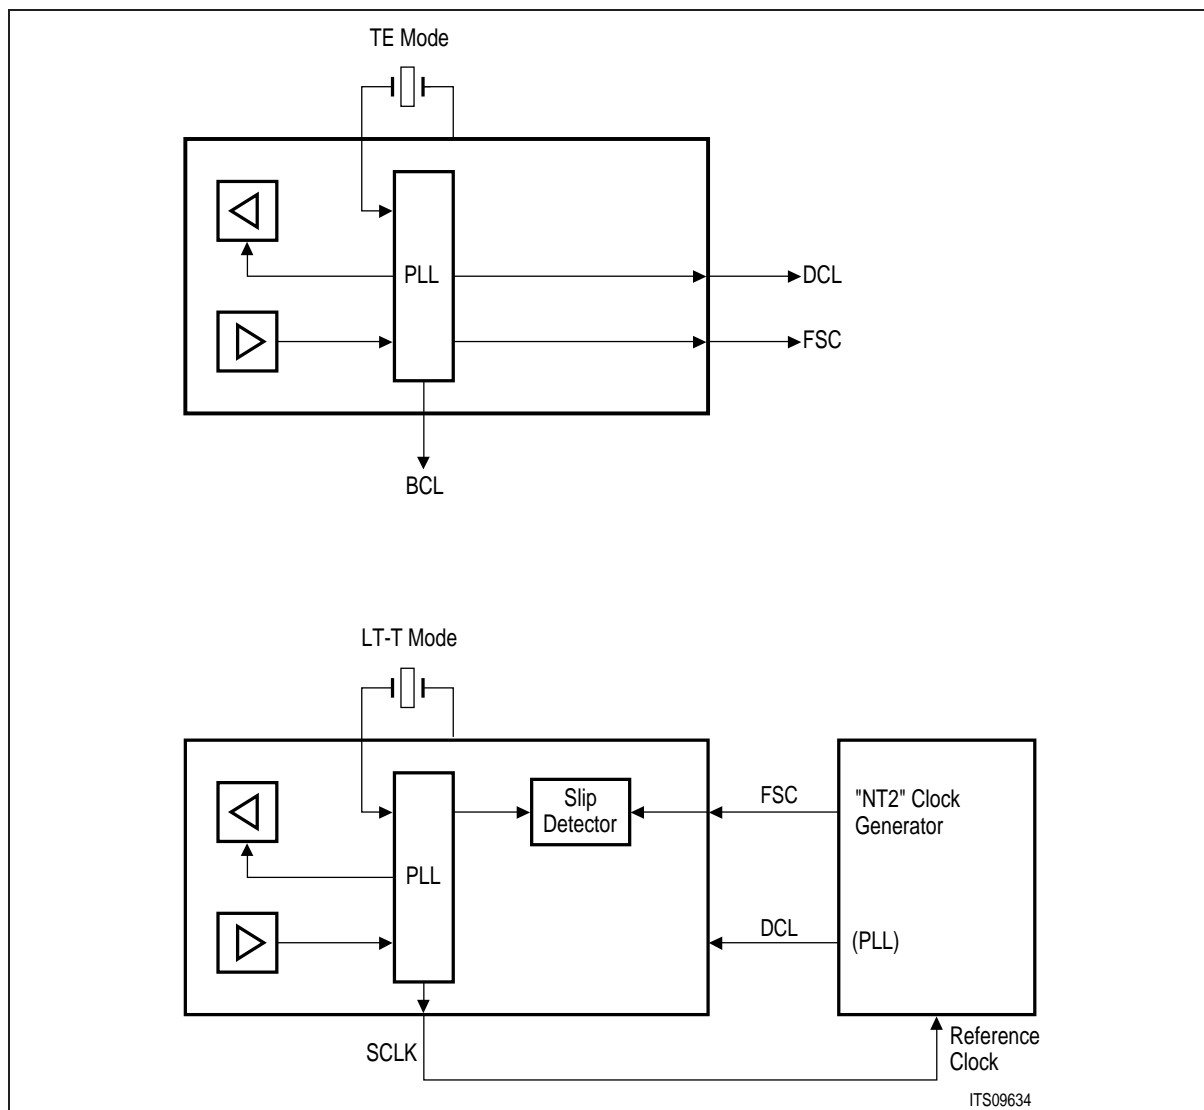 TE Mode
PLL
DCL
FSC
BCL
LT-T Mode
Slip
Detector
FSC
"NT2" Clock
Generator
PLL
DCL
(PLL)
SCLK
Reference
Clock
ITS09634